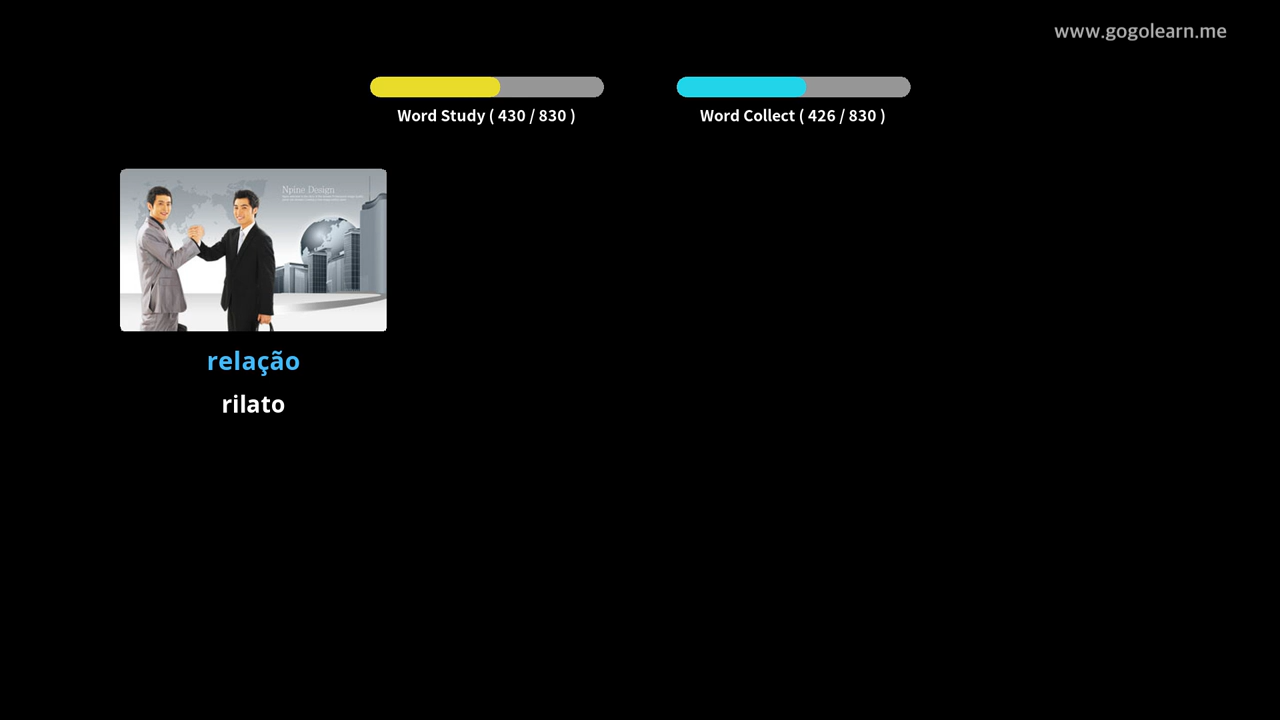 www.gogolearn.me
Word Study ( 430 / 830 )
Word Collect ( 426 / 830 )
Npine Design
relação
rilato